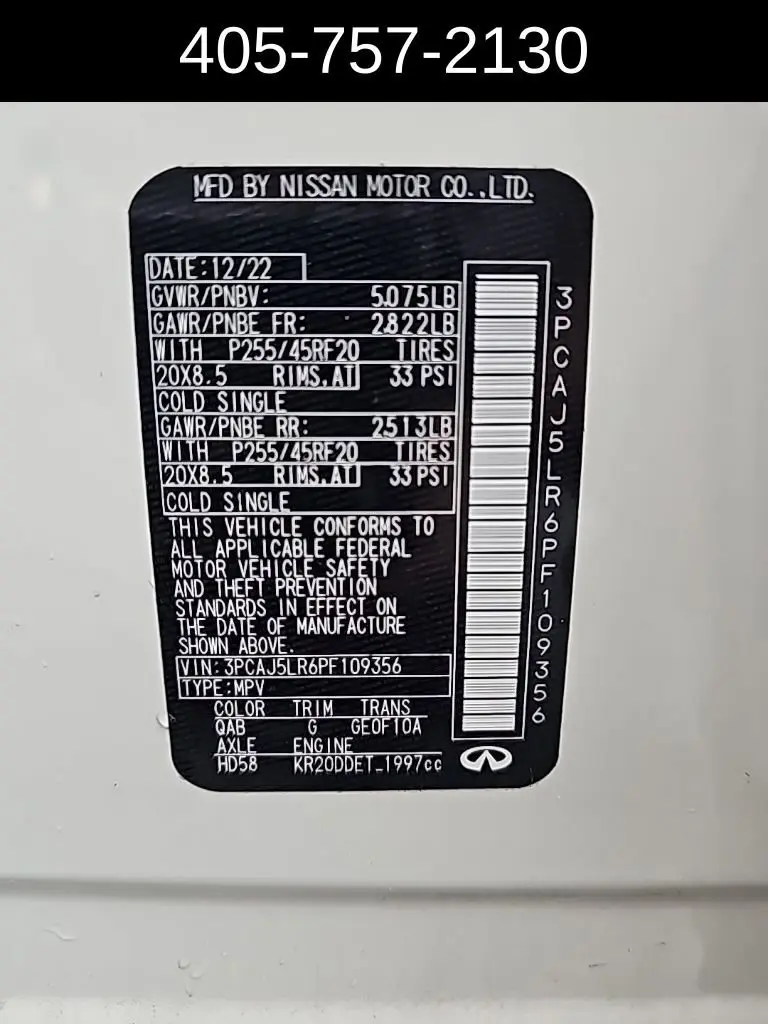 405-757-2130
MFD BY NISSAN MOTOR CO.,LTD.
DATE:12/22
GVWR/PNBV: 5075LB
GAWR/PNBE FR: 2822LB
WITH P255/45RF20 TIRES
20X8.5 RIMS,AT 33 PSI
COLD SINGLE
GAWR/PNBE RR: 2513LB
WITH P255/45RF20 TIRES
20X8.5 RIMS,AT 33 PSI
COLD SINGLE
THIS VEHICLE CONFORMS TO
ALL APPLICABLE FEDERAL
MOTOR VEHICLE SAFETY
AND THEFT PREVENTION
STANDARDS IN EFFECT ON
THE DATE OF MANUFACTURE
SHOWN ABOVE.
VIN:3PCAJ5LR6PF109356
TYPE:MPV
COLOR TRIM TRANS
QAB G GE0F10A
AXLE ENGINE
HD58 KR20DDET_1997cc
3PCAJ5LR6PF109356